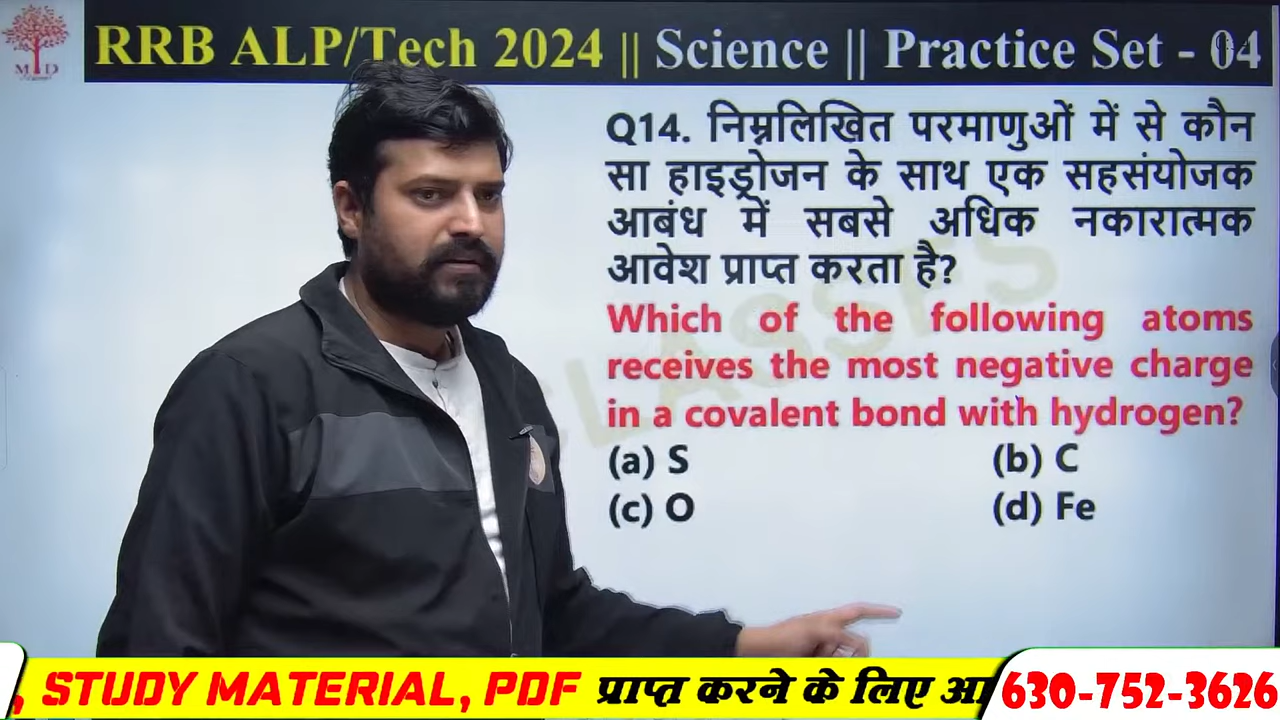 RRB ALP/Tech 2024 || Science || Practice Set - 04
M D
Q14. निम्नलिखित परमाणुओं में से कौन
सा हाइड्रोजन के साथ एक सहसंयोजक
आबंध में सबसे अधिक नकारात्मक
आवेश प्राप्त करता है?
Which of the following atoms
receives the most negative charge
in a covalent bond with hydrogen?
(a) S (b) C
(c) O (d) Fe
CLASSES
, STUDY MATERIAL, PDF प्राप्त करने के लिए आ
630-752-3626